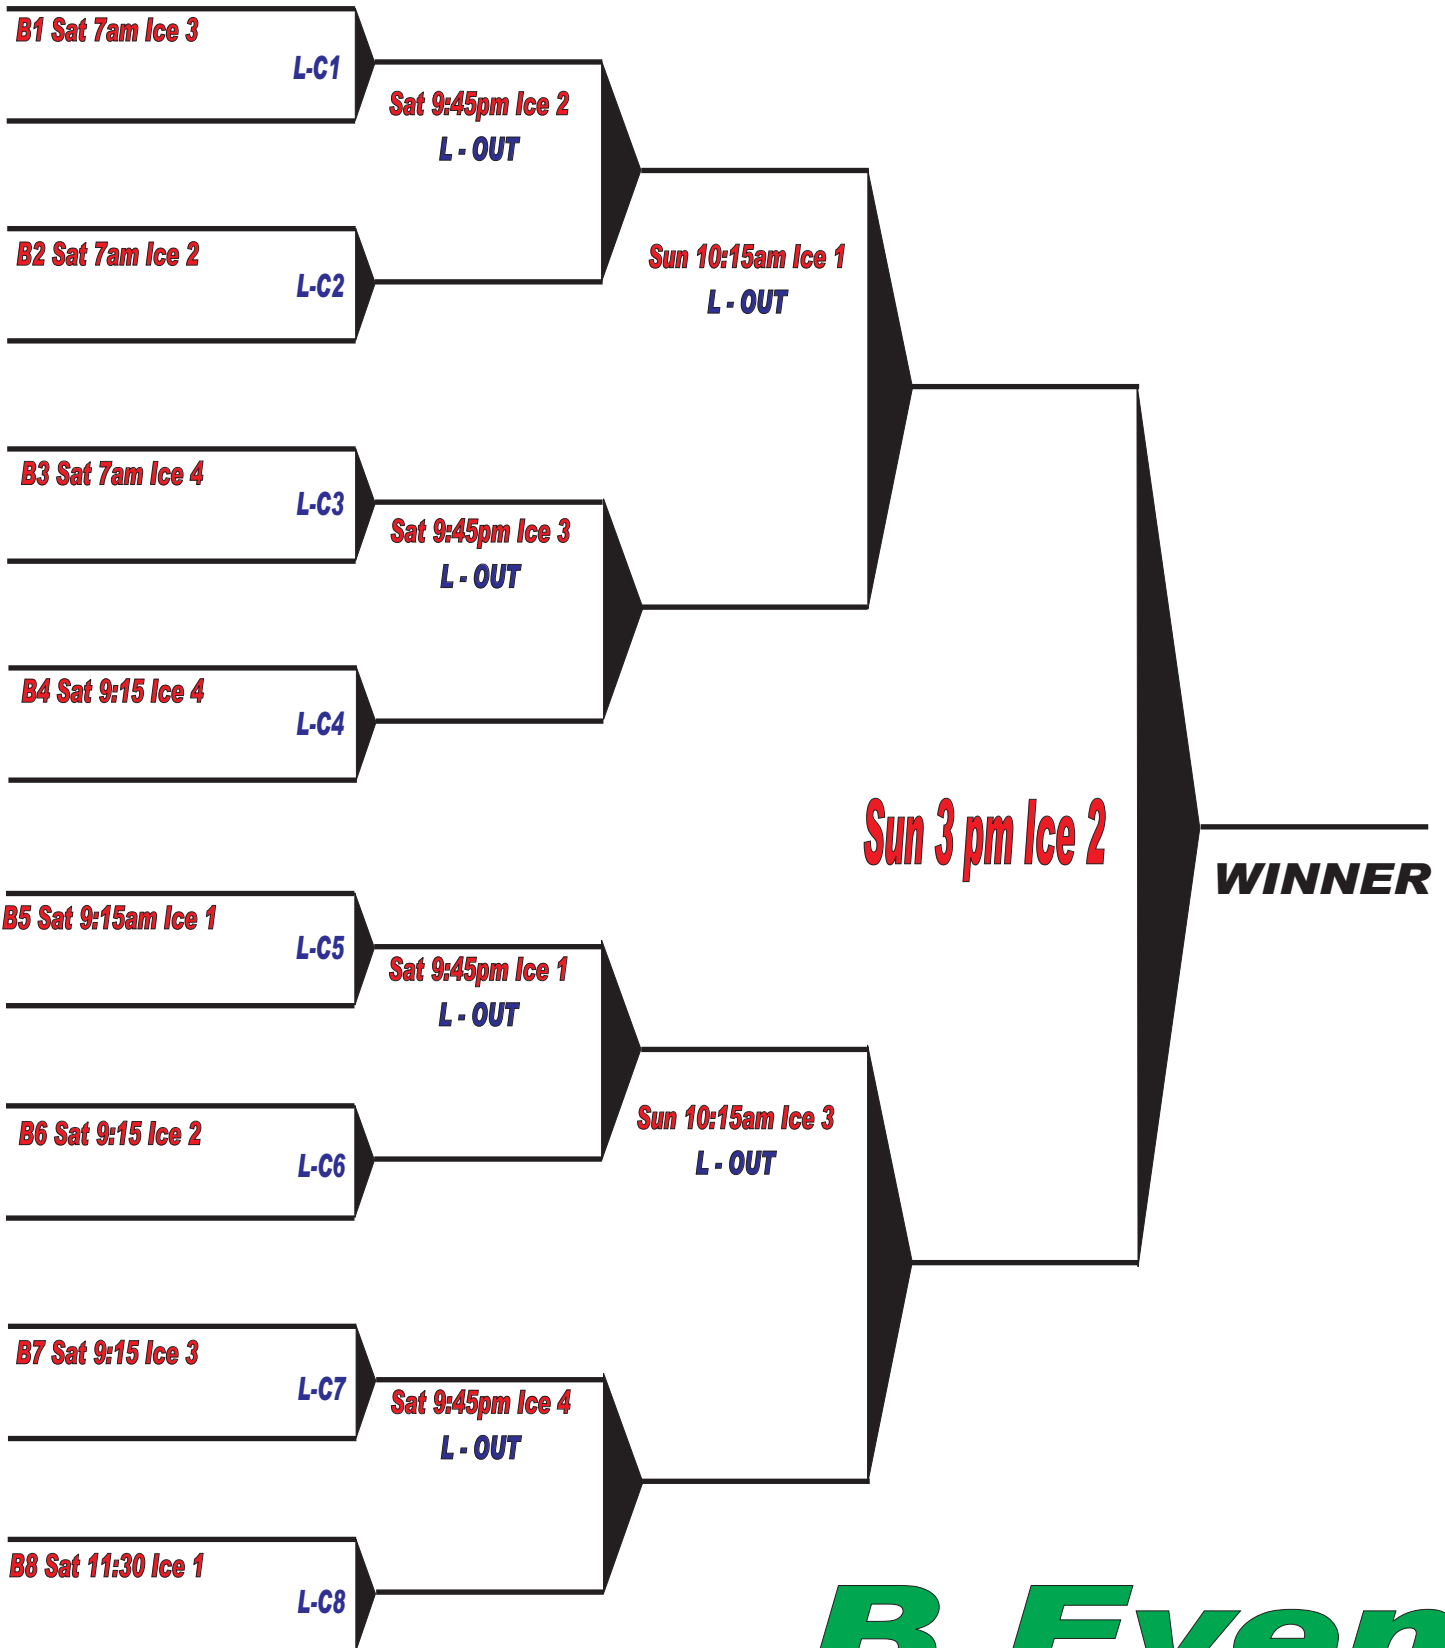 B1 Sat 7am Ice 3
L-C1
Sat 9:45pm Ice 2
L - OUT
B2 Sat 7am Ice 2
L-C2
Sun 10:15am Ice 1
L - OUT
B3 Sat 7am Ice 4
L-C3
Sat 9:45pm Ice 3
L - OUT
B4 Sat 9:15 Ice 4
L-C4
Sun 3 pm Ice 2
WINNER
B5 Sat 9:15am Ice 1
L-C5
Sat 9:45pm Ice 1
L - OUT
B6 Sat 9:15 Ice 2
L-C6
Sun 10:15am Ice 3
L - OUT
B7 Sat 9:15 Ice 3
L-C7
Sat 9:45pm Ice 4
L - OUT
B8 Sat 11:30 Ice 1
L-C8
B Even